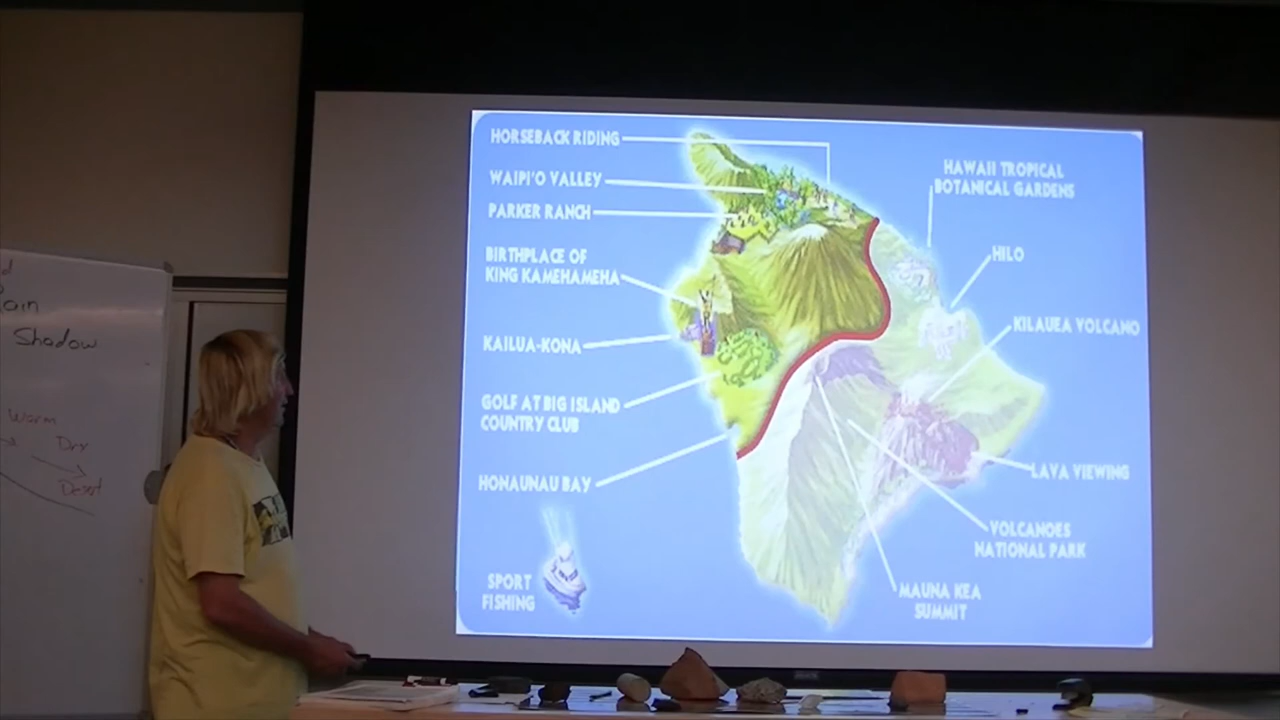 ain
Shadow
Warm
Dry
Desert
HORSEBACK RIDING
WAIPI'O VALLEY
PARKER RANCH
BIRTHPLACE OF
KING KAMEHAMEHA
KAILUA-KONA
GOLF AT BIG ISLAND
COUNTRY CLUB
HONAUNAU BAY
SPORT
FISHING
HAWAII TROPICAL
BOTANICAL GARDENS
HILO
KILAUEA VOLCANO
LAVA VIEWING
VOLCANOES
NATIONAL PARK
MAUNA KEA
SUMMIT